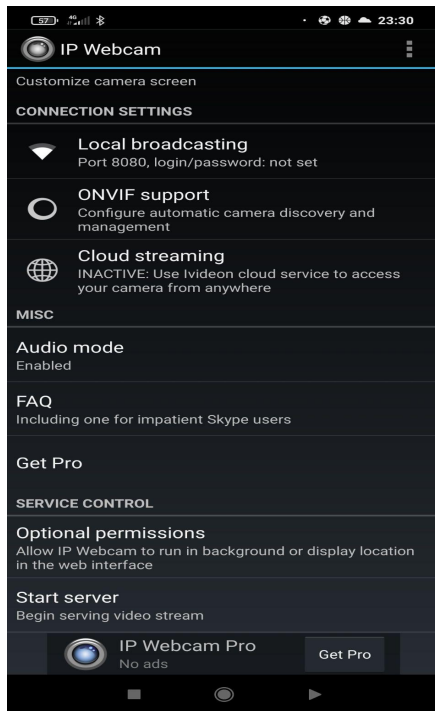 57 4G 23:30
IP Webcam
Customize camera screen
CONNECTION SETTINGS
Local broadcasting
Port 8080, login/password: not set
ONVIF support
Configure automatic camera discovery and
management
Cloud streaming
INACTIVE: Use Ivideon cloud service to access
your camera from anywhere
MISC
Audio mode
Enabled
FAQ
Including one for impatient Skype users
Get Pro
SERVICE CONTROL
Optional permissions
Allow IP Webcam to run in background or display location
in the web interface
Start server
Begin serving video stream
IP Webcam Pro
No ads
Get Pro